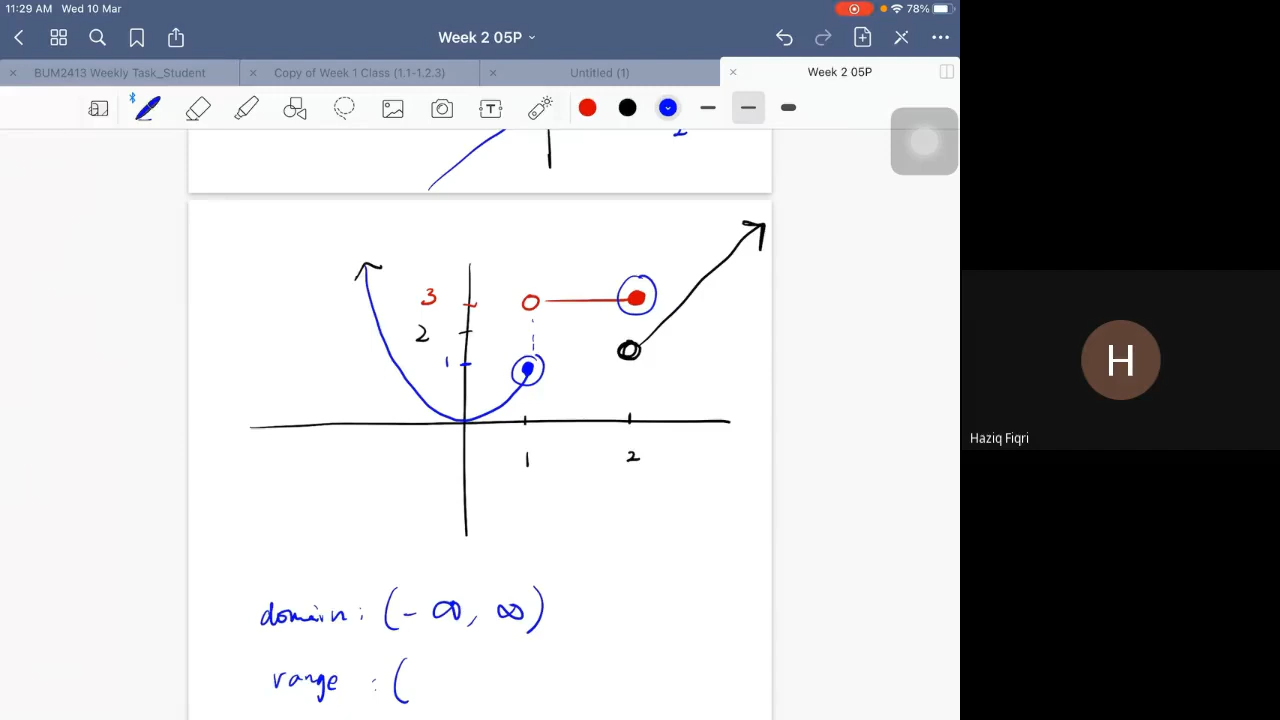 11:29 AM Wed 10 Mar 78%
Week 2 05P
BUM2413 Weekly Task_Student
Copy of Week 1 Class (1.1-1.2.3)
Untitled (1)
Week 2 05P
T
3
2
1
1
2
domain: (-∞, ∞)
range : (
H
Haziq Fiqri